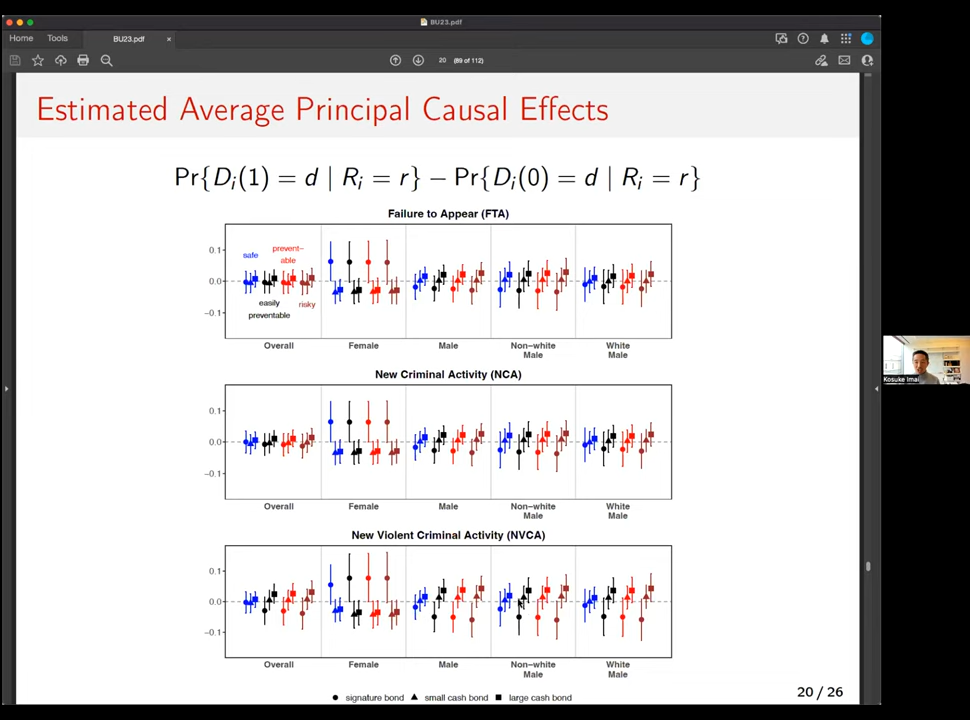 BU23.pdf
Home Tools BU23.pdf ×
20 (89 of 112)
Estimated Average Principal Causal Effects
Pr{Dᵢ(1) = d | Rᵢ = r} − Pr{Dᵢ(0) = d | Rᵢ = r}
Failure to Appear (FTA)
0.1
0.0
−0.1
safe
prevent−
able
easily
preventable
risky
Overall Female Male Non−white Male White Male
New Criminal Activity (NCA)
0.1
0.0
−0.1
Overall Female Male Non−white Male White Male
New Violent Criminal Activity (NVCA)
0.1
0.0
−0.1
Overall Female Male Non−white Male White Male
signature bond small cash bond large cash bond
20 / 26
Kosuke Imai